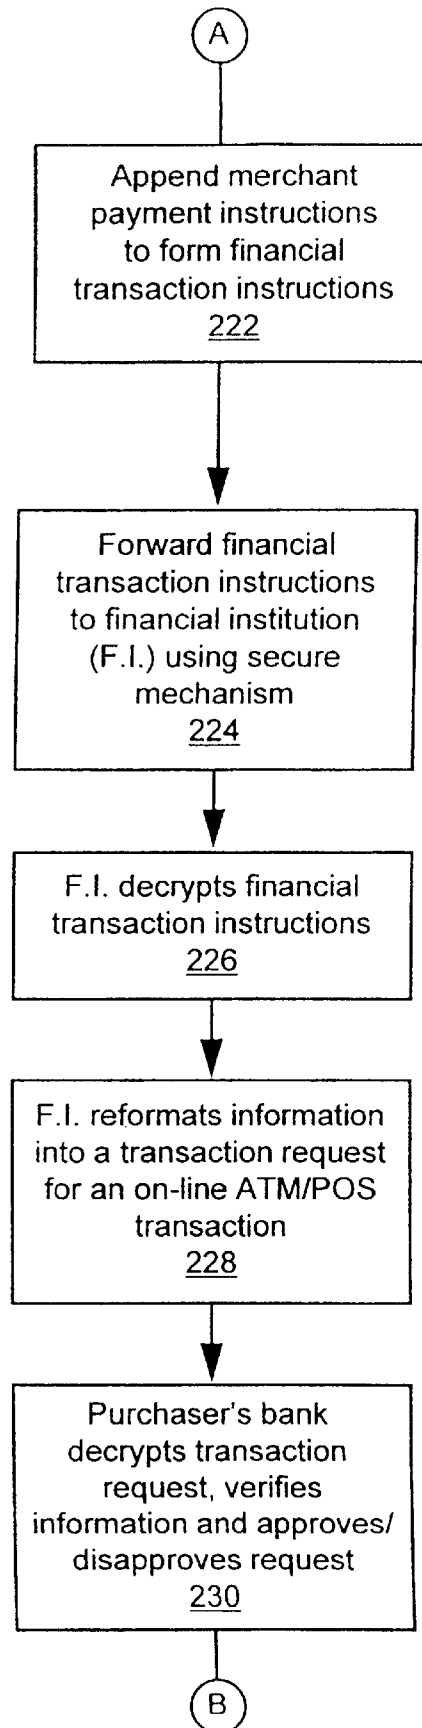 A
Append merchant
payment instructions
to form financial
transaction instructions
222
Forward financial
transaction instructions
to financial institution
(F.I.) using secure
mechanism
224
F.I. decrypts financial
transaction instructions
226
F.I. reformats information
into a transaction request
for an on-line ATM/POS
transaction
228
Purchaser's bank
decrypts transaction
request, verifies
information and approves/
disapproves request
230
B